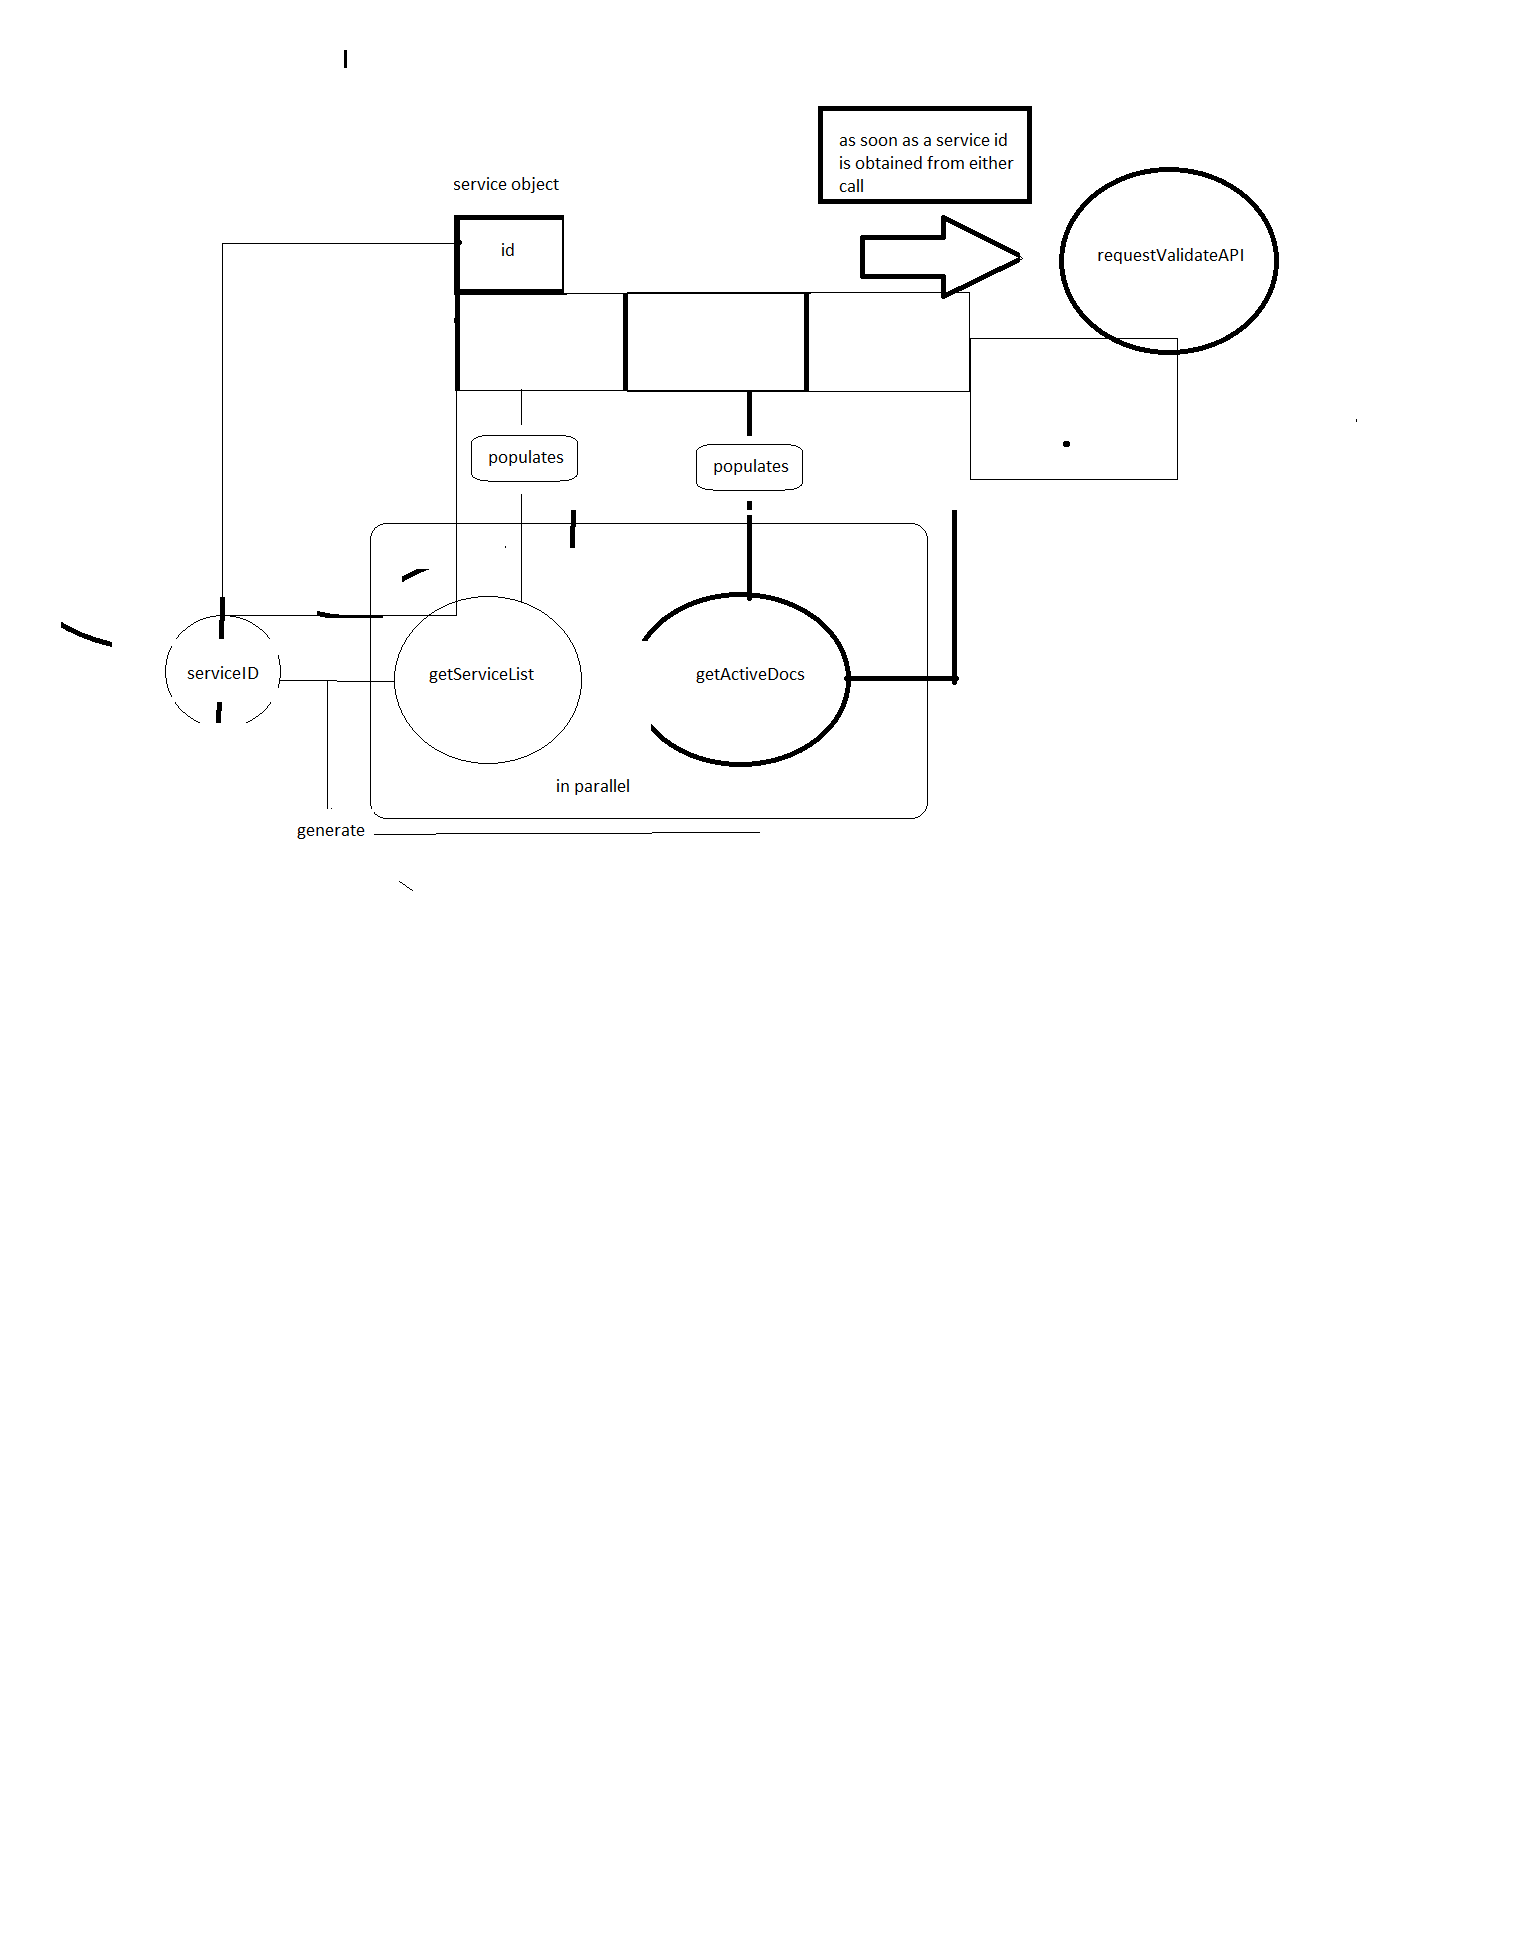 as soon as a service id
is obtained from either
call
service object
id
requestValidateAPI
populates
populates
serviceID
getServiceList
getActiveDocs
in parallel
generate